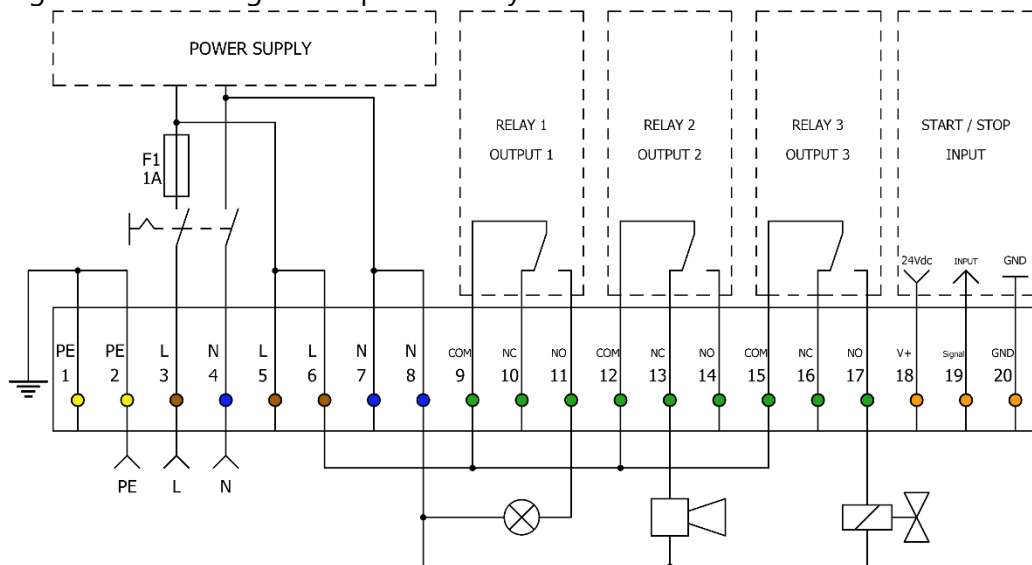 POWER SUPPLY
RELAY 1
OUTPUT 1
RELAY 2
OUTPUT 2
RELAY 3
OUTPUT 3
START / STOP
INPUT
F1
1A
24Vdc
INPUT
GND
PE
1
PE
2
L
3
N
4
L
5
L
6
N
7
N
8
COM
9
NC
10
NO
11
COM
12
NC
13
NO
14
COM
15
NC
16
NO
17
V+
18
Signal
19
GND
20
PE
L
N